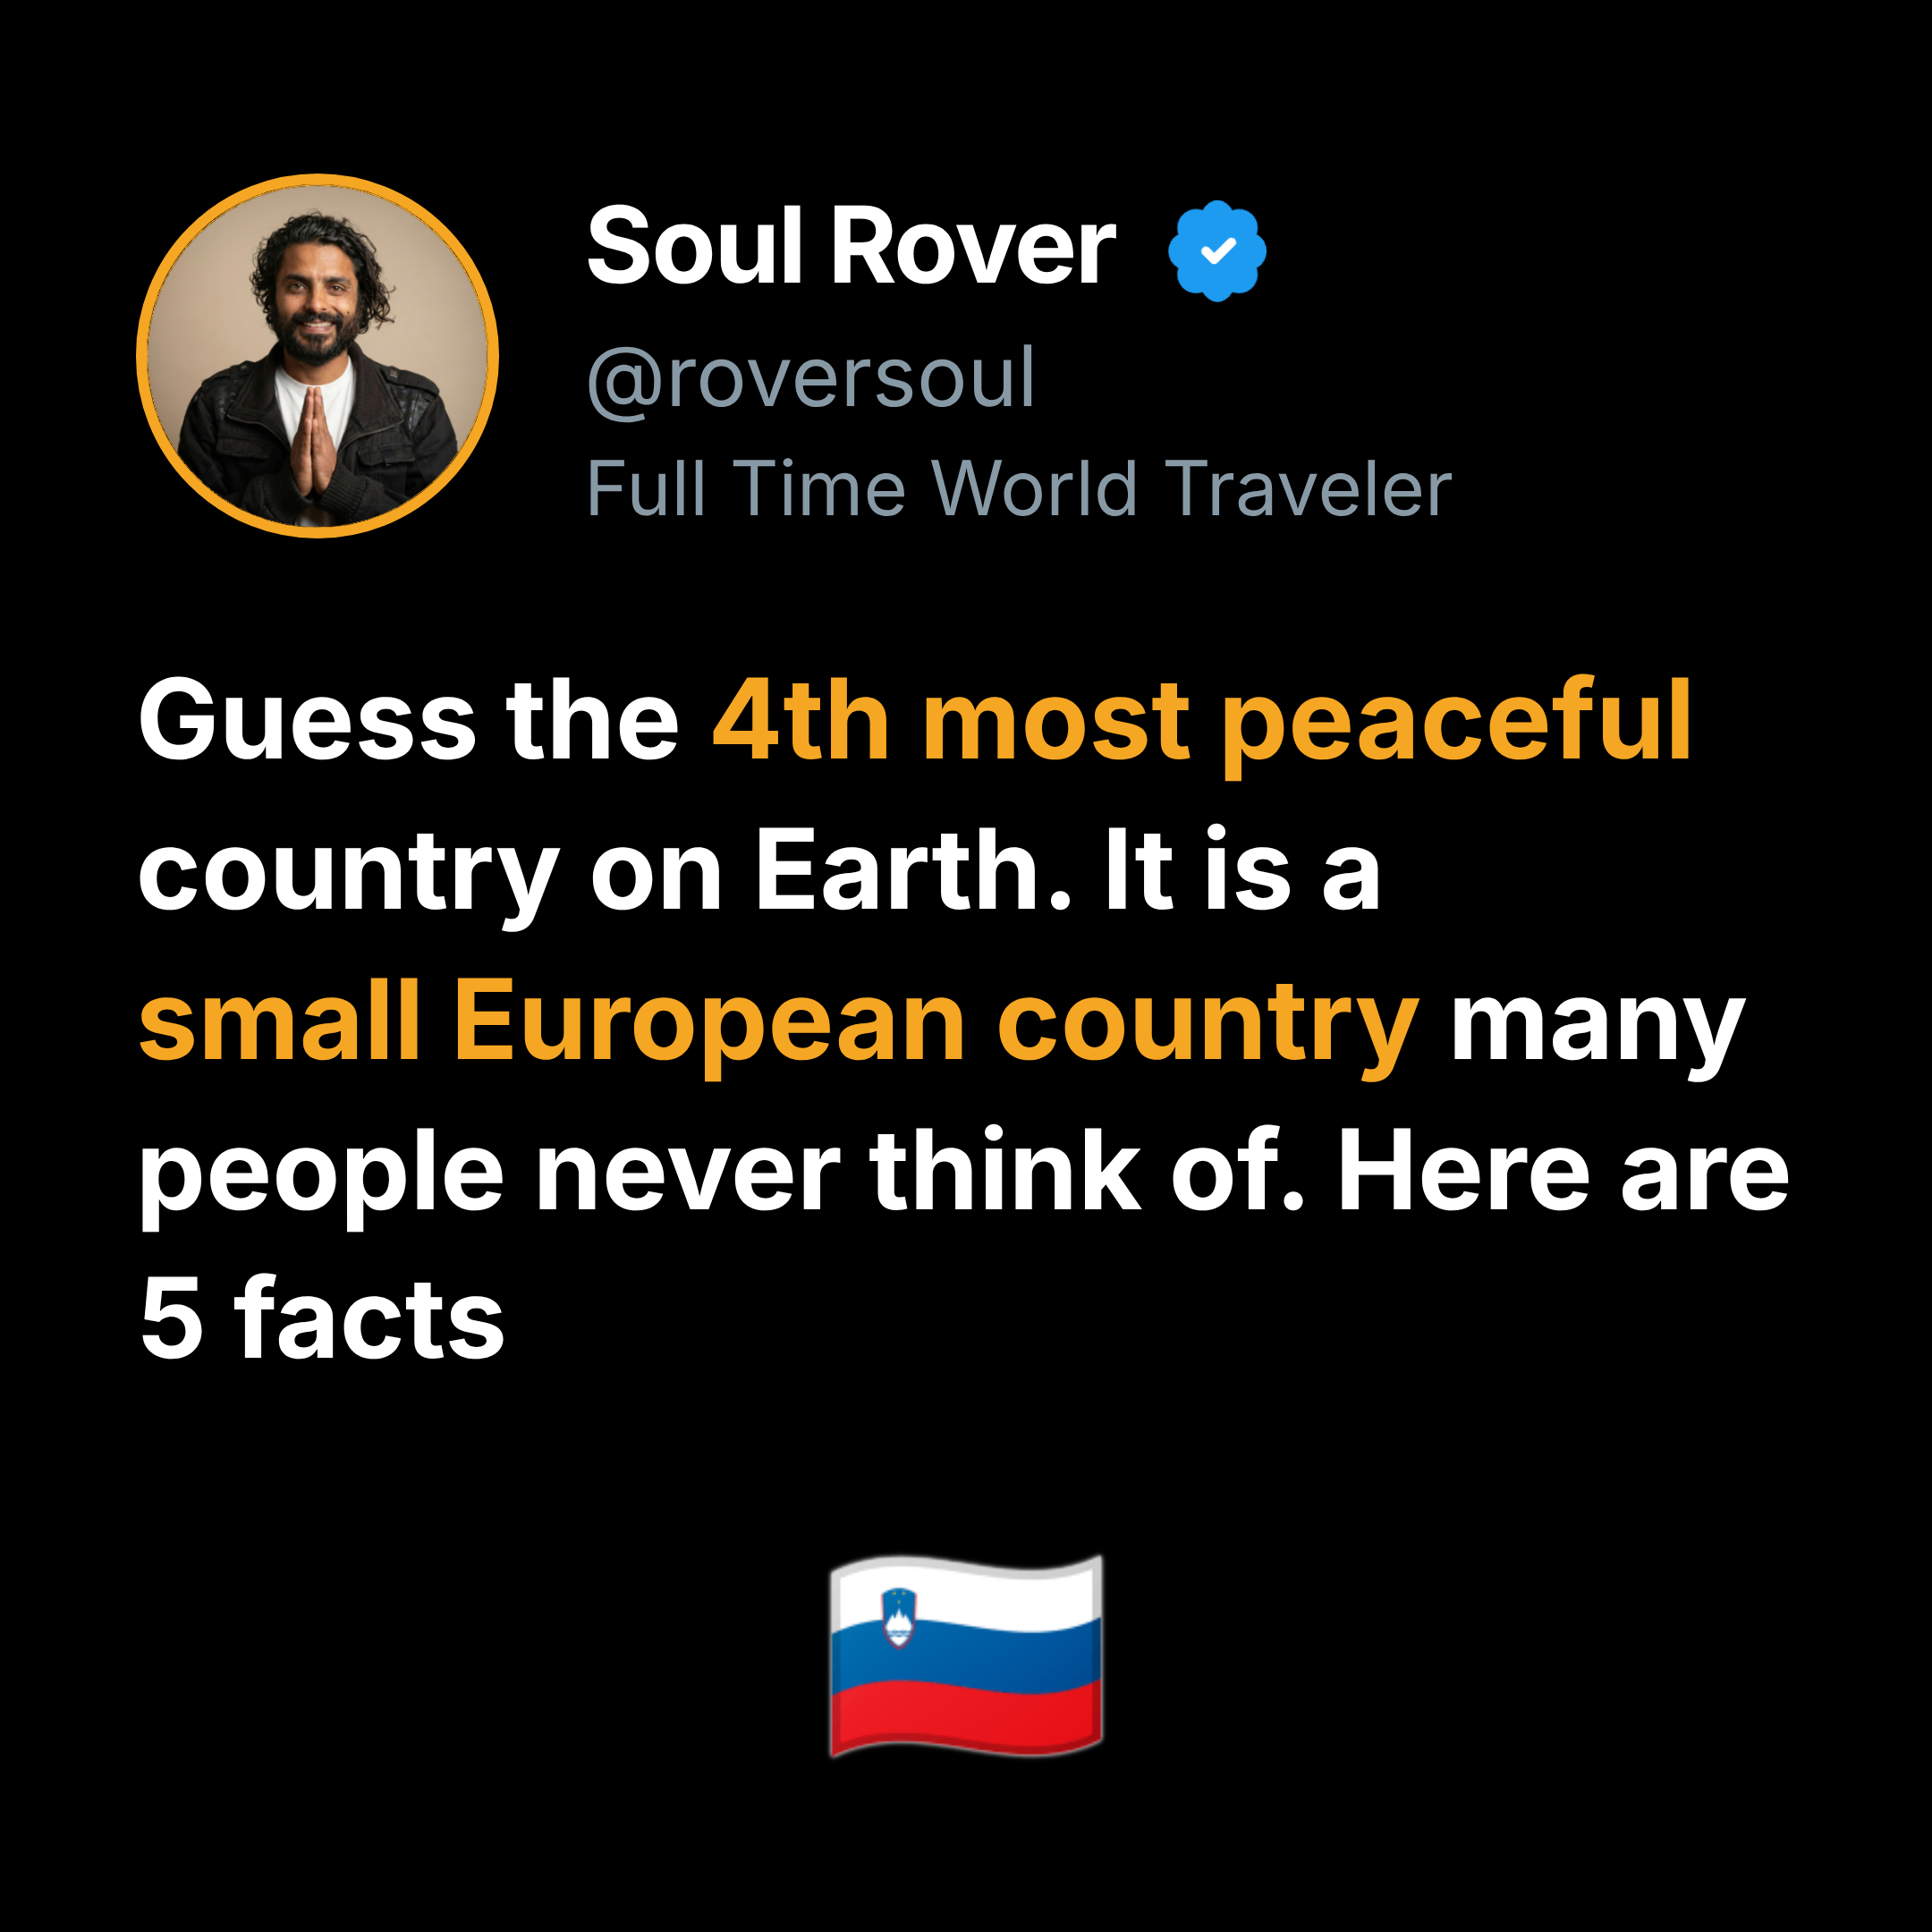 Soul Rover
@roversoul
Full Time World Traveler
Guess the 4th most peaceful
country on Earth. It is a
small European country many
people never think of. Here are
5 facts